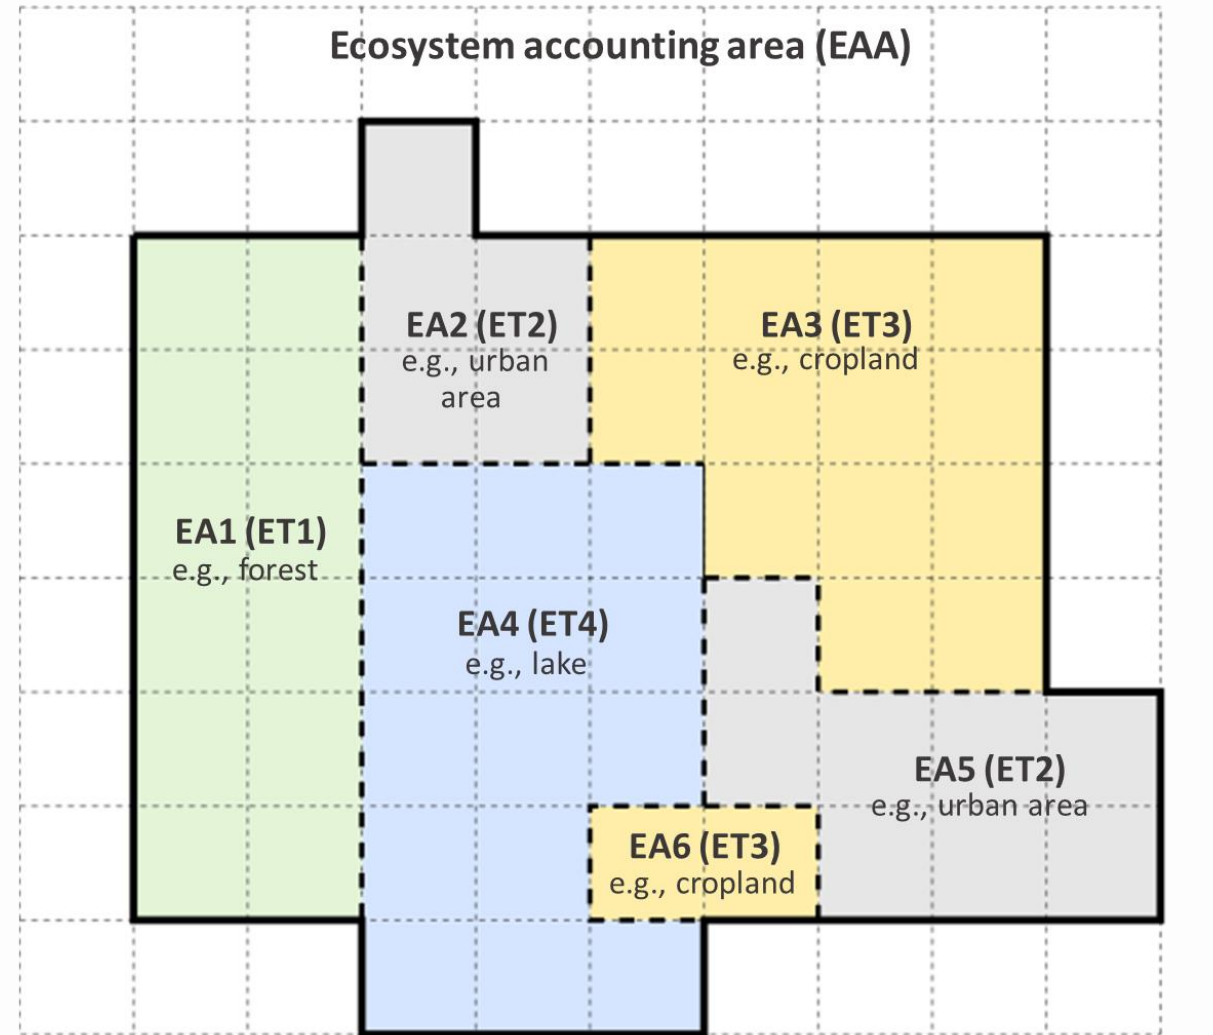 Ecosystem accounting area (EAA)
EA2 (ET2)
e.g., urban
area
EA3 (ET3)
e.g., cropland
EA1 (ET1)
e.g., forest
EA4 (ET4)
e.g., lake
EA5 (ET2)
e.g., urban area
EA6 (ET3)
e.g., cropland